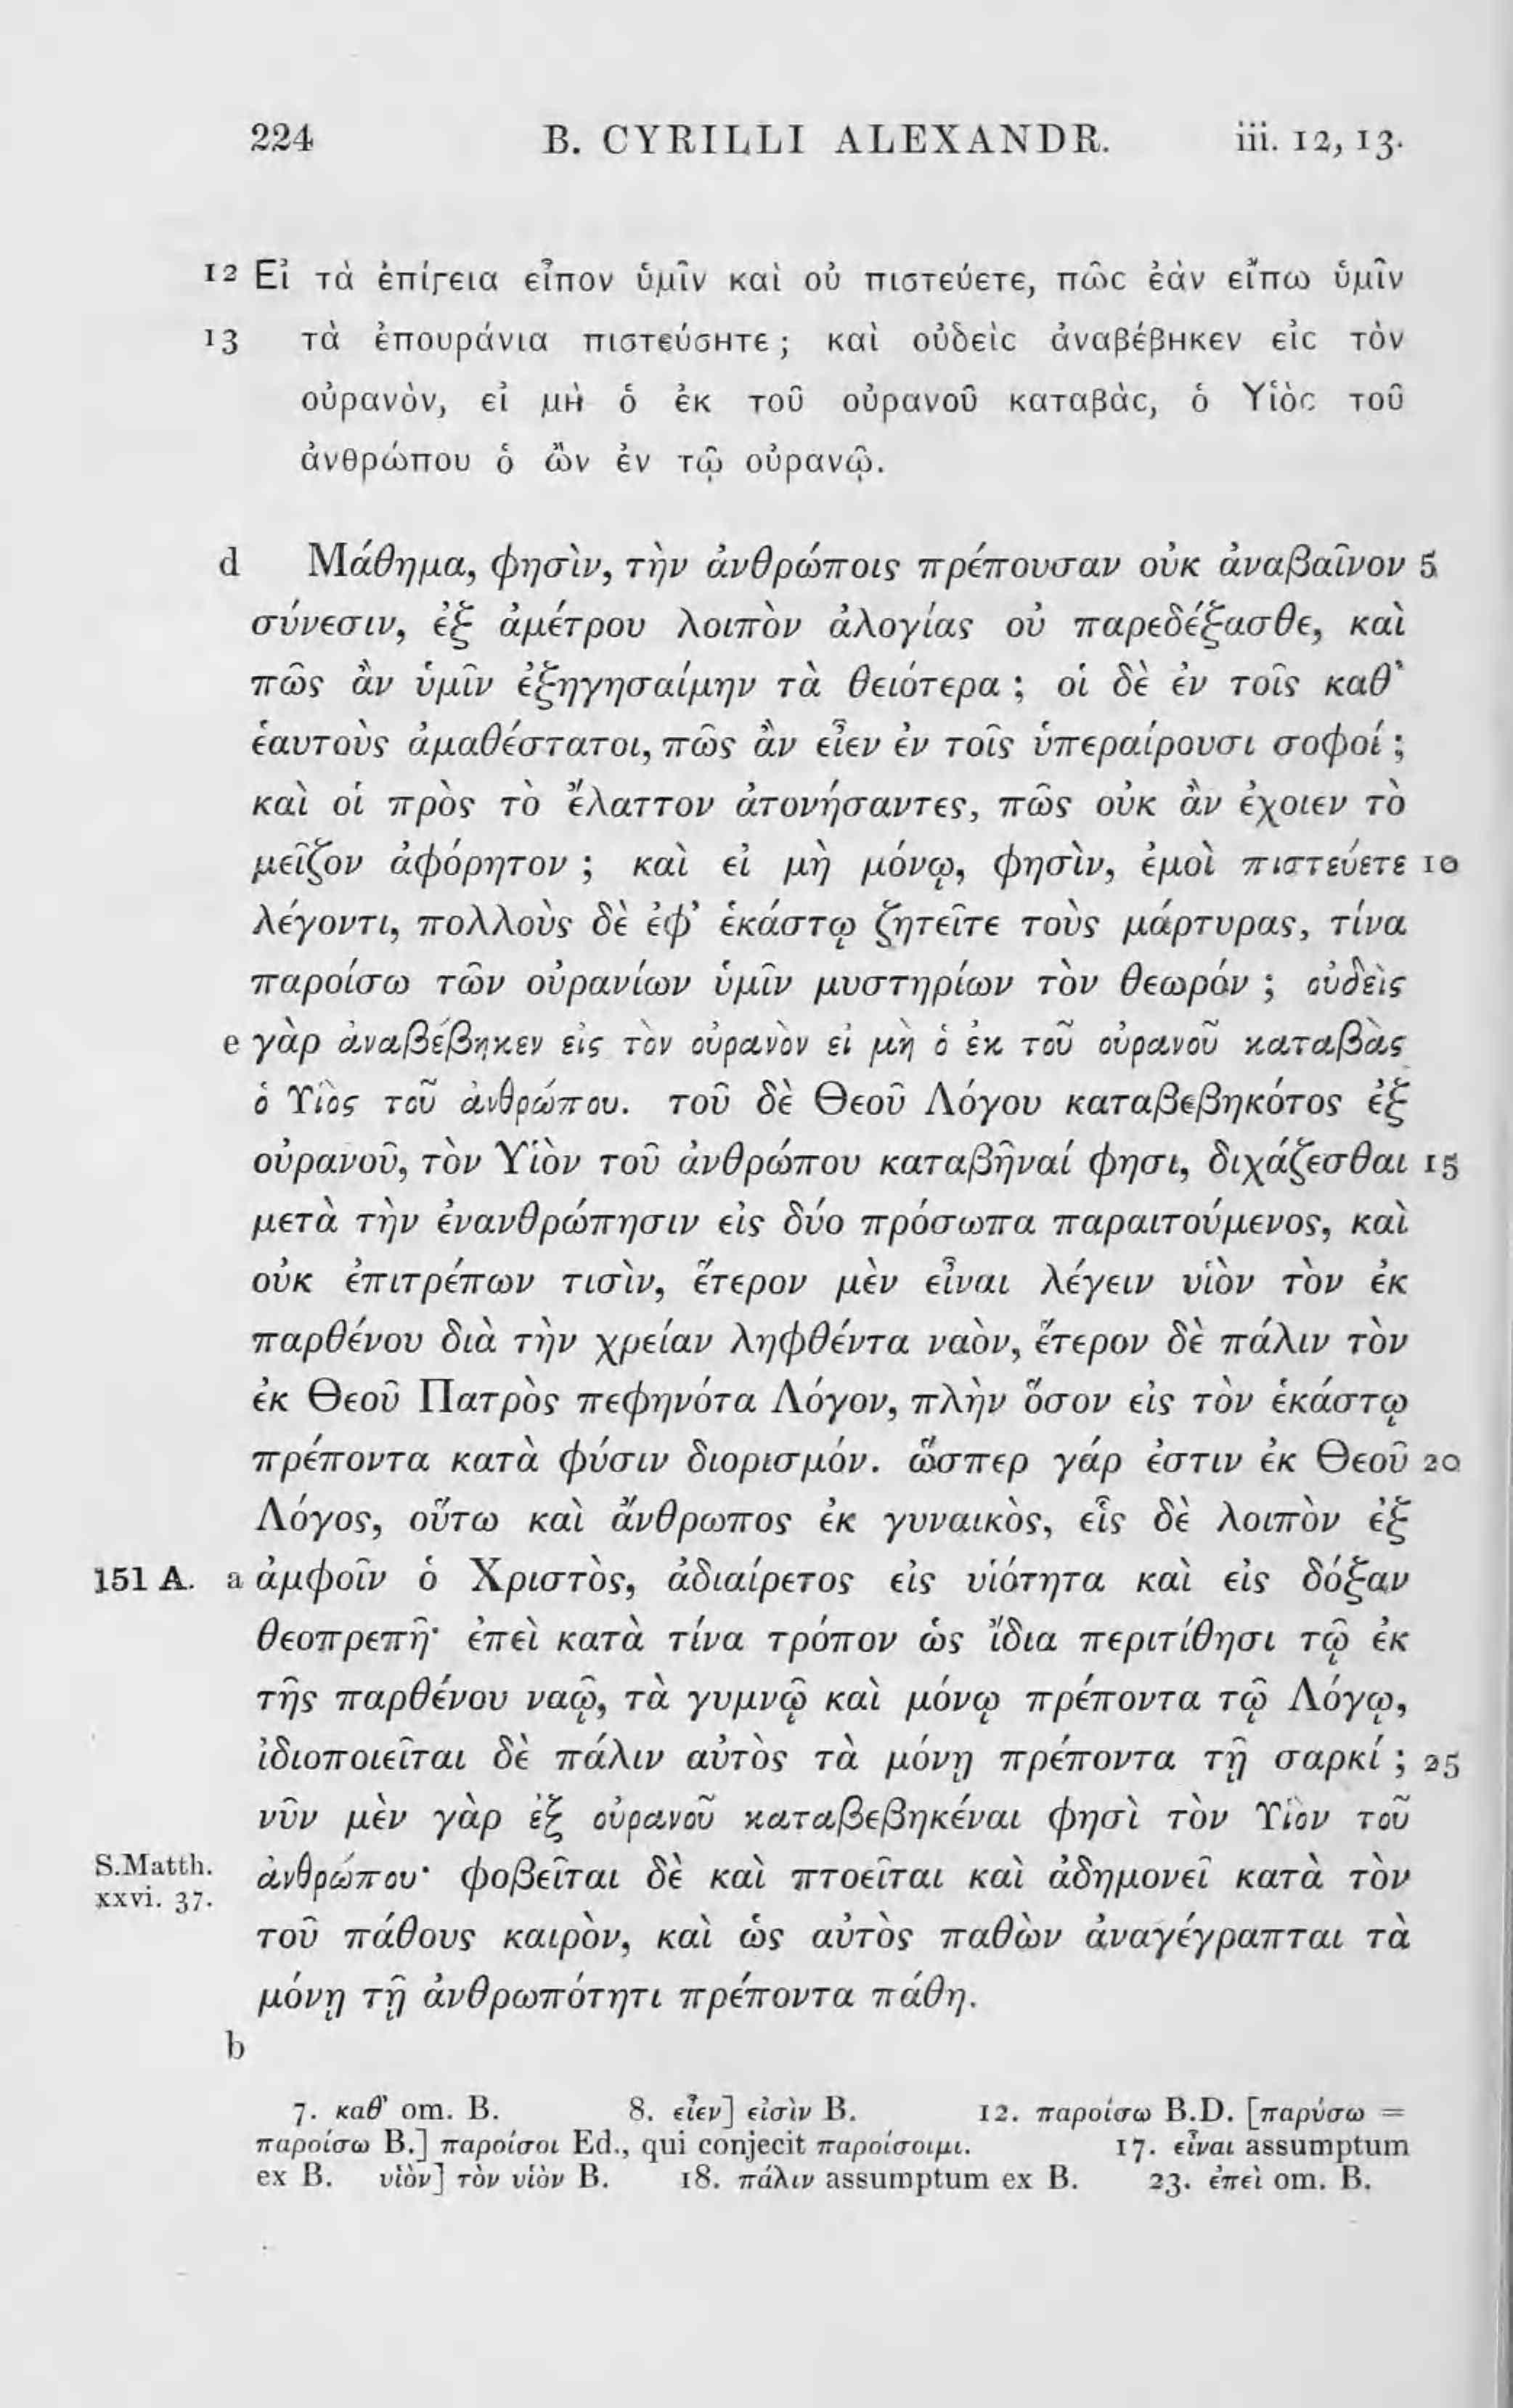 224 B. CYRILLI ALEXANDR. iii. 12, 13.
12 Εἰ τὰ ἐπίγεια εἶπον ὑμῖν καὶ οὐ πιστεύετε, πῶς ἐὰν εἴπω ὑμῖν
13 τὰ ἐπουράνια πιστεύσητε; καὶ οὐδεὶς ἀναβέβηκεν εἰς τὸν
οὐρανὸν, εἰ μὴ ὁ ἐκ τοῦ οὐρανοῦ καταβὰς, ὁ Υἱὸς τοῦ
ἀνθρώπου ὁ ὢν ἐν τῷ οὐρανῷ.
d Μάθημα, φησὶν, τὴν ἀνθρώποις πρέπουσαν οὐκ ἀναβαῖνον 5
σύνεσιν, ἐξ ἀμέτρου λοιπὸν ἀλογίας οὐ παρεδέξασθε, καὶ
πῶς ἂν ὑμῖν ἐξηγησαίμην τὰ θειότερα; οἱ δὲ ἐν τοῖς καθ’
ἑαυτοὺς ἀμαθέστατοι, πῶς ἂν εἶεν ἐν τοῖς ὑπεραίρουσι σοφοί;
καὶ οἱ πρὸς τὸ ἔλαττον ἀτονήσαντες, πῶς οὐκ ἂν ἔχοιεν τὸ
μεῖζον ἀφόρητον; καὶ εἰ μὴ μόνῳ, φησὶν, ἐμοὶ πιστεύετε 10
λέγοντι, πολλοὺς δὲ ἐφ’ ἑκάστῳ ζητεῖτε τοὺς μάρτυρας, τίνα
παροίσω τῶν οὐρανίων ὑμῖν μυστηρίων τὸν θεωρόν; οὐδεὶς
e γὰρ ἀναβέβηκεν εἰς τὸν οὐρανὸν εἰ μὴ ὁ ἐκ τοῦ οὐρανοῦ καταβὰς
ὁ Υἱὸς τοῦ ἀνθρώπου. τοῦ δὲ Θεοῦ Λόγου καταβεβηκότος ἐξ
οὐρανοῦ, τὸν Υἱὸν τοῦ ἀνθρώπου καταβῆναί φησι, διχάζεσθαι 15
μετὰ τὴν ἐνανθρώπησιν εἰς δύο πρόσωπα παραιτούμενος, καὶ
οὐκ ἐπιτρέπων τισὶν, ἕτερον μὲν εἶναι λέγειν υἱὸν τὸν ἐκ
παρθένου διὰ τὴν χρείαν ληφθέντα ναὸν, ἕτερον δὲ πάλιν τὸν
ἐκ Θεοῦ Πατρὸς πεφηνότα Λόγον, πλὴν ὅσον εἰς τὸν ἑκάστῳ
πρέποντα κατὰ φύσιν διορισμόν. ὥσπερ γάρ ἐστιν ἐκ Θεοῦ 20
Λόγος, οὕτω καὶ ἄνθρωπος ἐκ γυναικὸς, εἷς δὲ λοιπὸν ἐξ
151 A. a ἀμφοῖν ὁ Χριστὸς, ἀδιαίρετος εἰς υἱότητα καὶ εἰς δόξαν
θεοπρεπῆ· ἐπεὶ κατὰ τίνα τρόπον ὡς ἴδια περιτίθησι τῷ ἐκ
τῆς παρθένου ναῷ, τὰ γυμνῷ καὶ μόνῳ πρέποντα τῷ Λόγῳ,
ἰδιοποιεῖται δὲ πάλιν αὐτὸς τὰ μόνῃ πρέποντα τῇ σαρκί; 25
νῦν μὲν γὰρ ἐξ οὐρανοῦ καταβεβηκέναι φησὶ τὸν Υἱὸν τοῦ
S.Matth. xxvi. 37. ἀνθρώπου· φοβεῖται δὲ καὶ πτοεῖται καὶ ἀδημονεῖ κατὰ τὸν
τοῦ πάθους καιρὸν, καὶ ὡς αὐτὸς παθὼν ἀναγέγραπται τὰ
μόνῃ τῇ ἀνθρωπότητι πρέποντα πάθη.
b
7. καθ’ om. B. 8. εἶεν] εἰσὶν B. 12. παροίσω B.D. [παρύσω =
παροίσω B.] παροίσοι Ed., qui conjecit παροίσοιμι. 17. εἶναι assumptum
ex B. υἱὸν] τὸν υἱὸν B. 18. πάλιν assumptum ex B. 23. ἐπεὶ om. B.